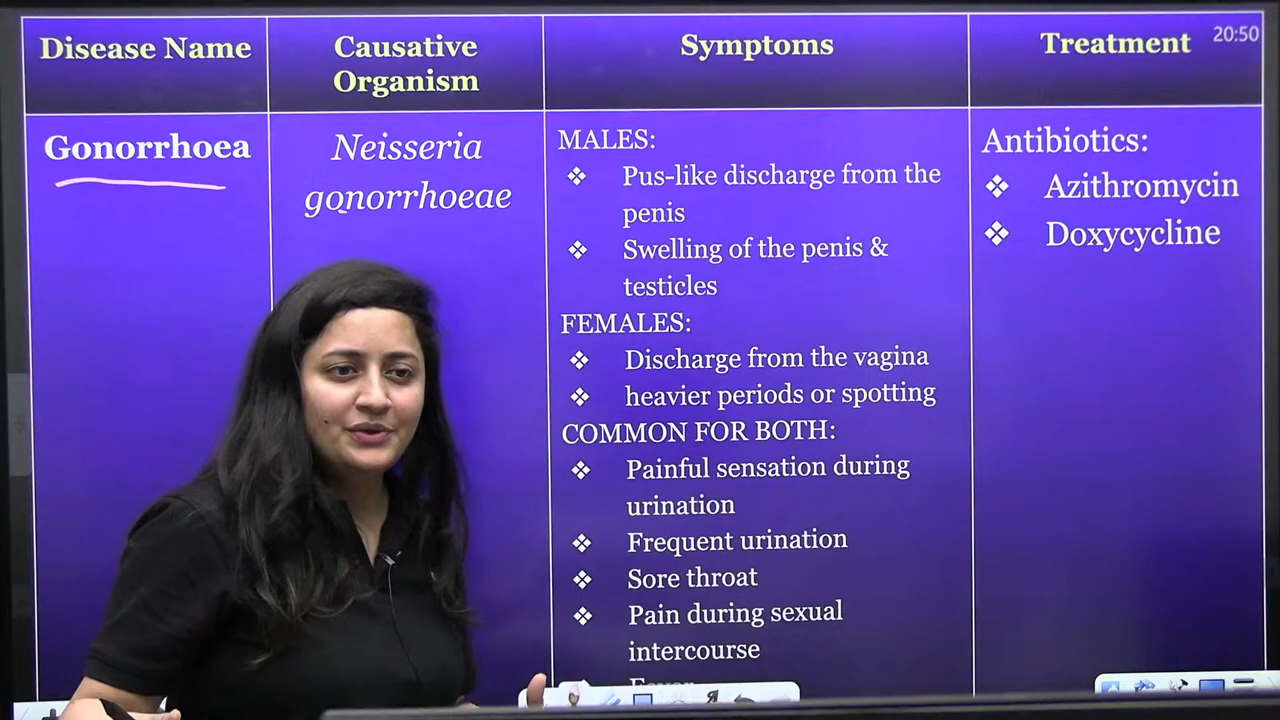 Disease Name
Causative
Organism
Symptoms
Treatment
20:50
Gonorrhoea
Neisseria
gonorrhoeae
MALES:
❖ Pus-like discharge from the
penis
❖ Swelling of the penis &
testicles
FEMALES:
❖ Discharge from the vagina
❖ heavier periods or spotting
COMMON FOR BOTH:
❖ Painful sensation during
urination
❖ Frequent urination
❖ Sore throat
❖ Pain during sexual
intercourse
Antibiotics:
❖ Azithromycin
❖ Doxycycline